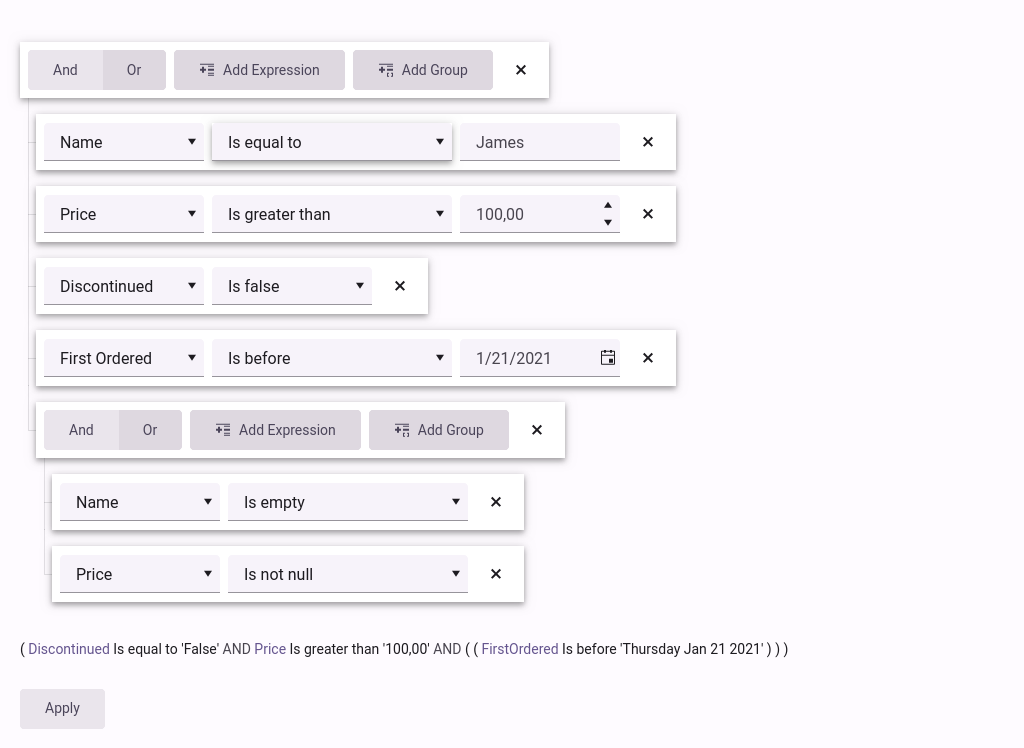 And Or Add Expression Add Group
Name Is equal to James
Price Is greater than 100,00
Discontinued Is false
First Ordered Is before 1/21/2021
And Or Add Expression Add Group
Name Is empty
Price Is not null
( Discontinued Is equal to 'False' AND Price Is greater than '100,00' AND ( ( FirstOrdered Is before 'Thursday Jan 21 2021' ) ) )
Apply